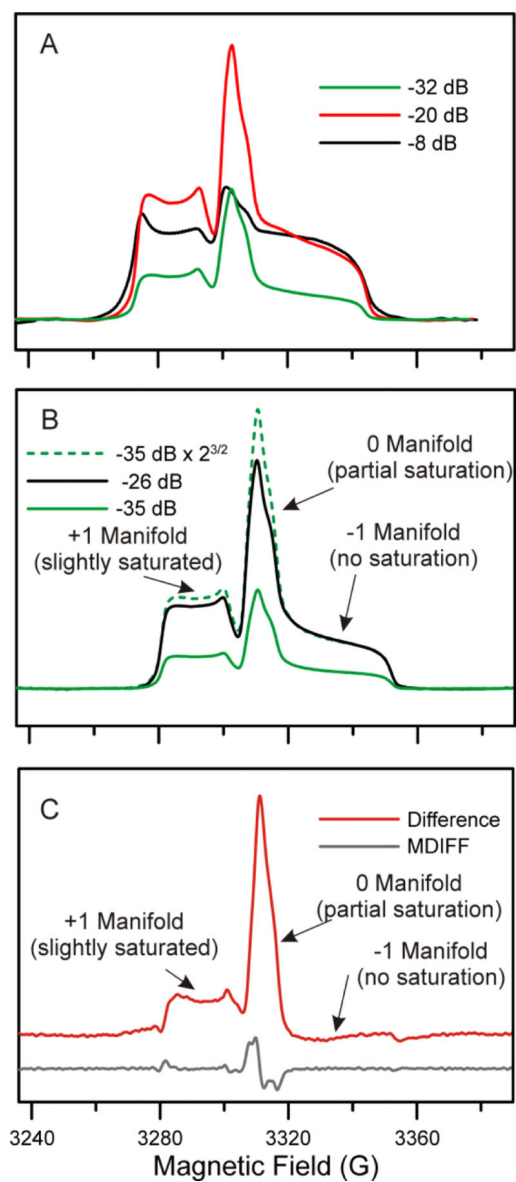 A
-32 dB
-20 dB
-8 dB
B
-35 dB x 2^3/2
-26 dB
-35 dB
0 Manifold
(partial saturation)
+1 Manifold
(slightly saturated)
-1 Manifold
(no saturation)
C
Difference
MDIFF
0 Manifold
(partial saturation)
+1 Manifold
(slightly saturated)
-1 Manifold
(no saturation)
3240 3280 3320 3360
Magnetic Field (G)